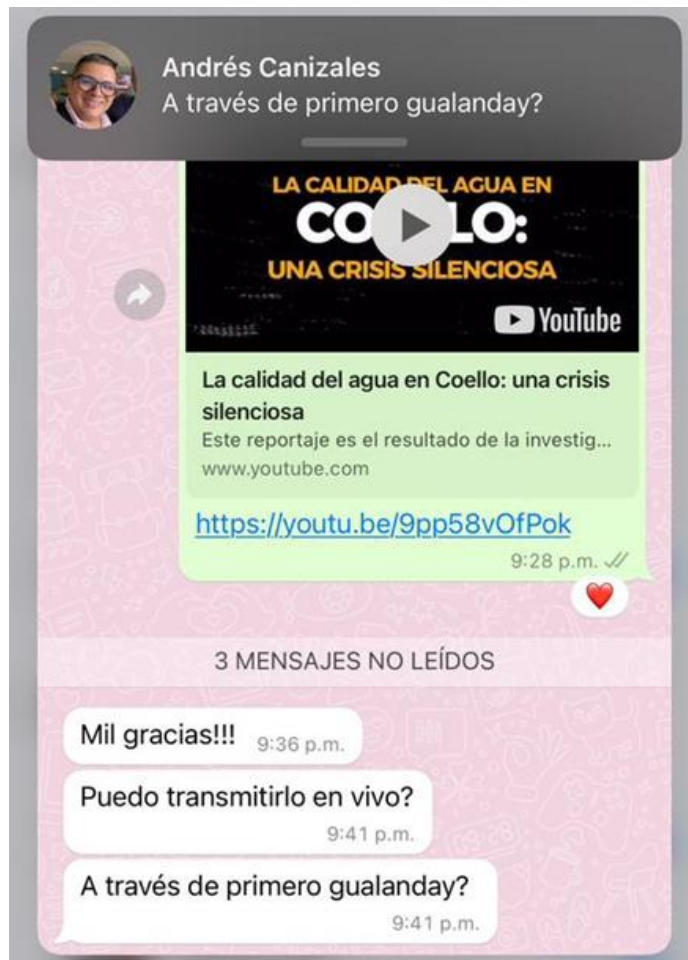 Andrés Canizales
A través de primero gualanday?
LA CALIDAD DEL AGUA EN
COELLO:
UNA CRISIS SILENCIOSA
YouTube
La calidad del agua en Coello: una crisis
silenciosa
Este reportaje es el resultado de la investig...
www.youtube.com
https://youtu.be/9pp58vOfPok
9:28 p.m.
3 MENSAJES NO LEÍDOS
Mil gracias!!! 9:36 p.m.
Puedo transmitirlo en vivo?
9:41 p.m.
A través de primero gualanday?
9:41 p.m.